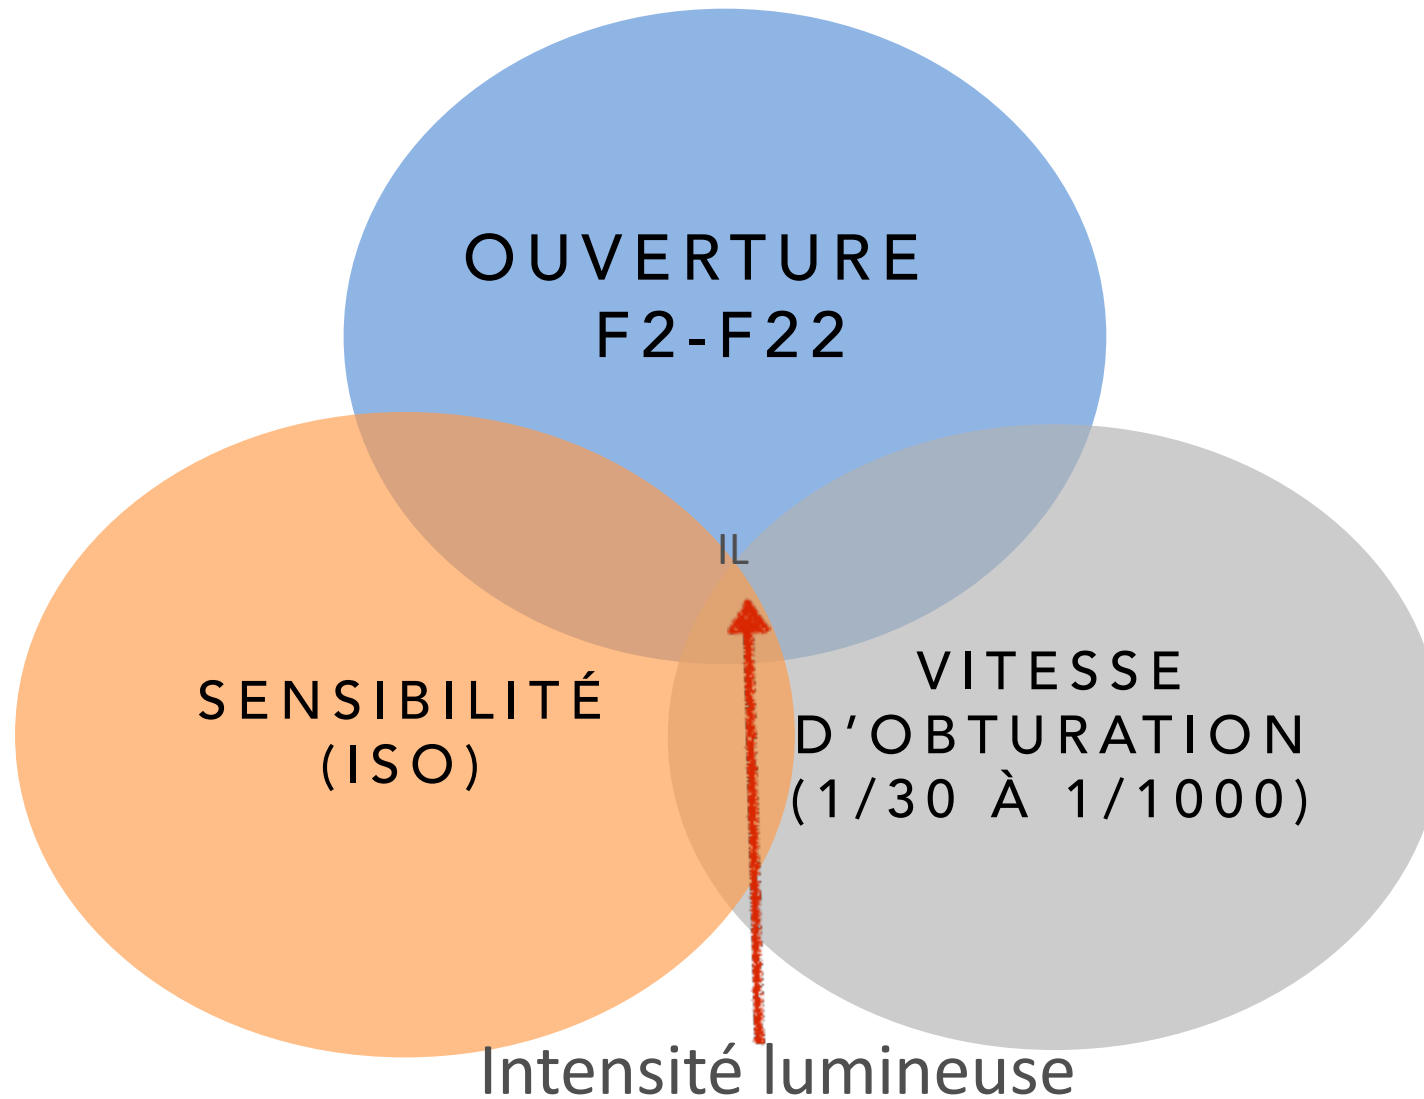 OUVERTURE
F2-F22
IL
SENSIBILITÉ
(ISO)
VITESSE
D’OBTURATION
(1/30 À 1/1000)
Intensité lumineuse